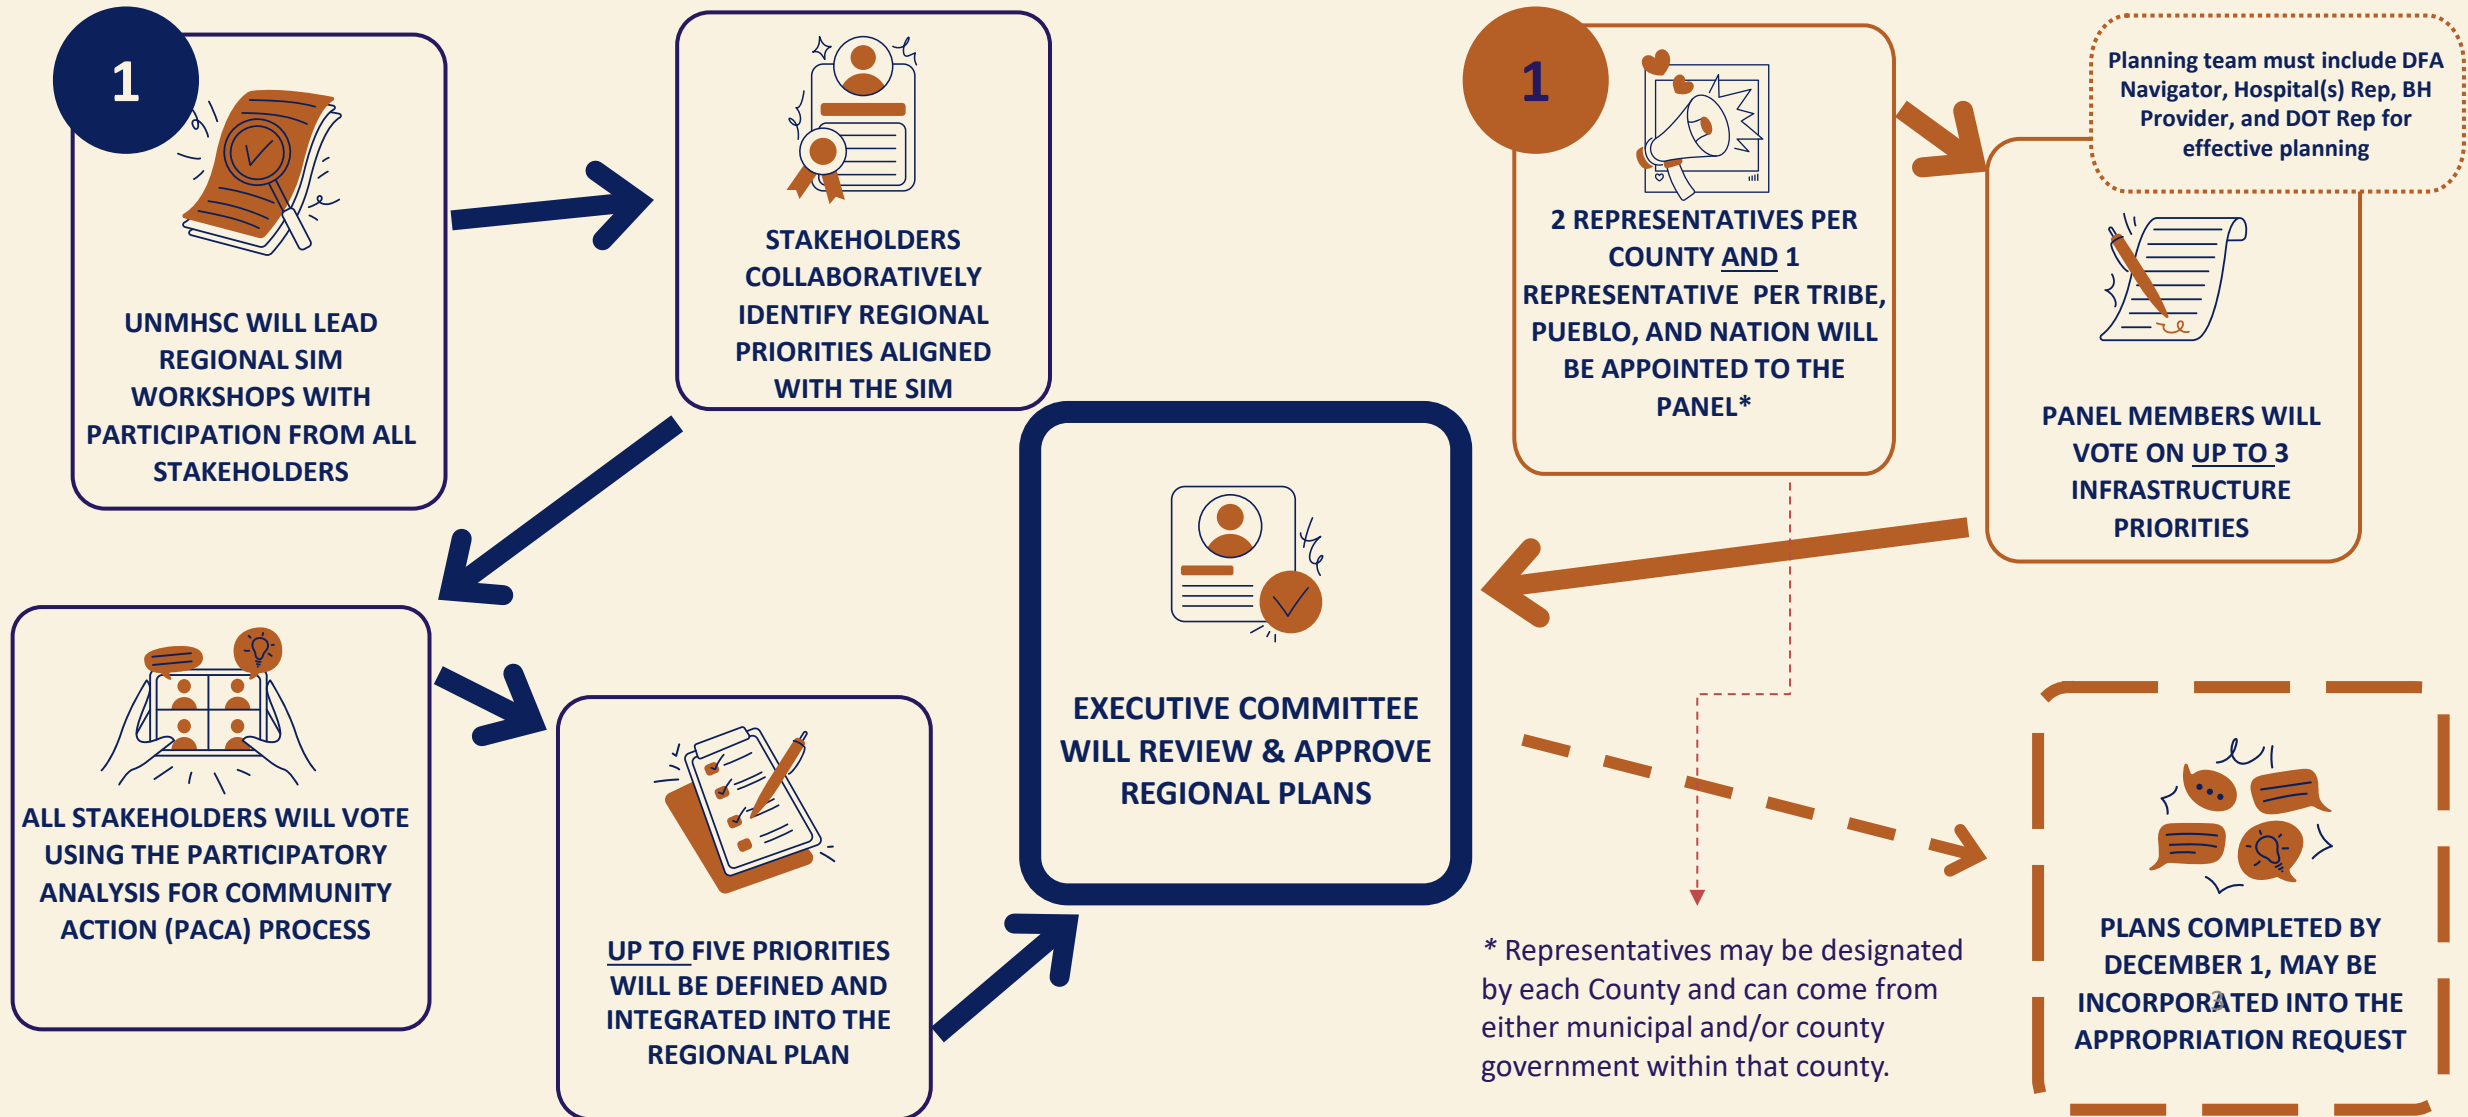 1
UNMHSC WILL LEAD
REGIONAL SIM
WORKSHOPS WITH
PARTICIPATION FROM ALL
STAKEHOLDERS
STAKEHOLDERS
COLLABORATIVELY
IDENTIFY REGIONAL
PRIORITIES ALIGNED
WITH THE SIM
ALL STAKEHOLDERS WILL VOTE
USING THE PARTICIPATORY
ANALYSIS FOR COMMUNITY
ACTION (PACA) PROCESS
UP TO FIVE PRIORITIES
WILL BE DEFINED AND
INTEGRATED INTO THE
REGIONAL PLAN
EXECUTIVE COMMITTEE
WILL REVIEW & APPROVE
REGIONAL PLANS
1
2 REPRESENTATIVES PER
COUNTY AND 1
REPRESENTATIVE PER TRIBE,
PUEBLO, AND NATION WILL
BE APPOINTED TO THE
PANEL*
Planning team must include DFA
Navigator, Hospital(s) Rep, BH
Provider, and DOT Rep for
effective planning
PANEL MEMBERS WILL
VOTE ON UP TO 3
INFRASTRUCTURE
PRIORITIES
* Representatives may be designated
by each County and can come from
either municipal and/or county
government within that county.
PLANS COMPLETED BY
DECEMBER 1, MAY BE
INCORPORATED INTO THE
APPROPRIATION REQUEST
3